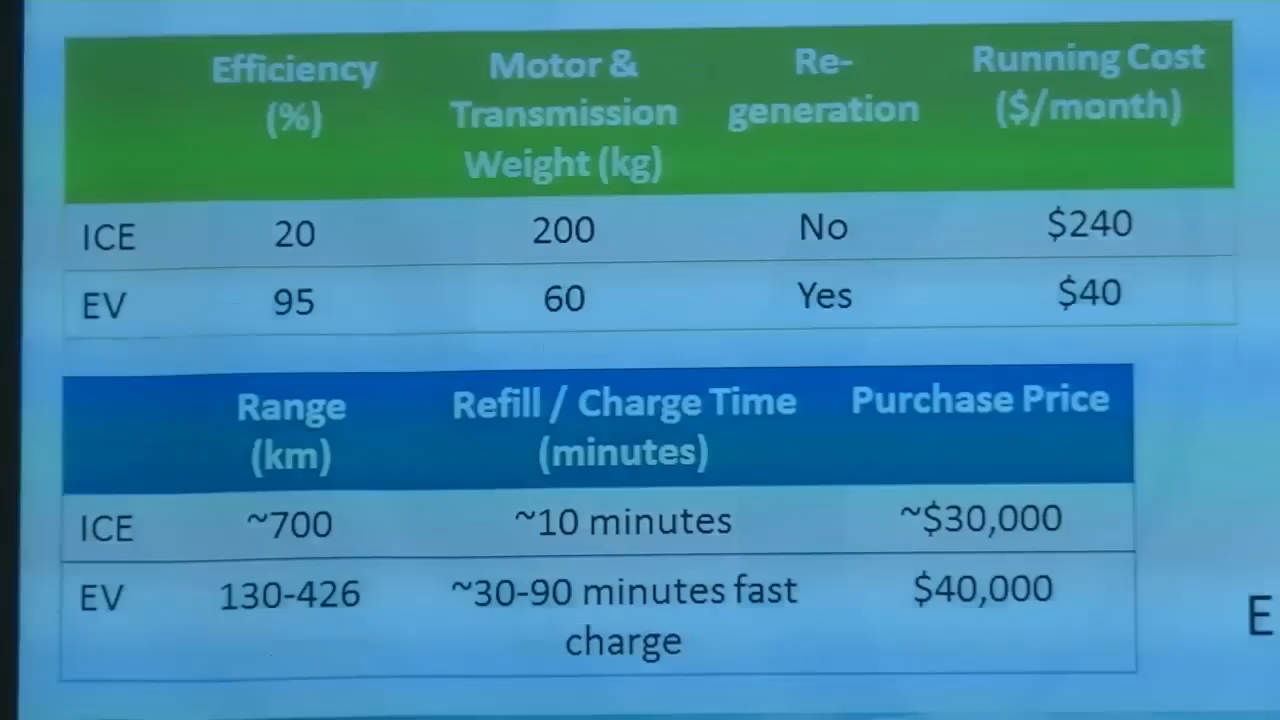 Efficiency (%) Motor & Transmission Weight (kg) Re-generation Running Cost ($/month)
ICE 20 200 No $240
EV 95 60 Yes $40
Range (km) Refill / Charge Time (minutes) Purchase Price
ICE ~700 ~10 minutes ~$30,000
EV 130-426 ~30-90 minutes fast charge $40,000
E